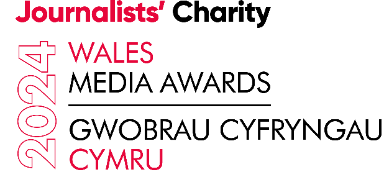 Journalists' Charity
2024
WALES
MEDIA AWARDS
GWOBRAU CYFRYNGAU
CYMRU